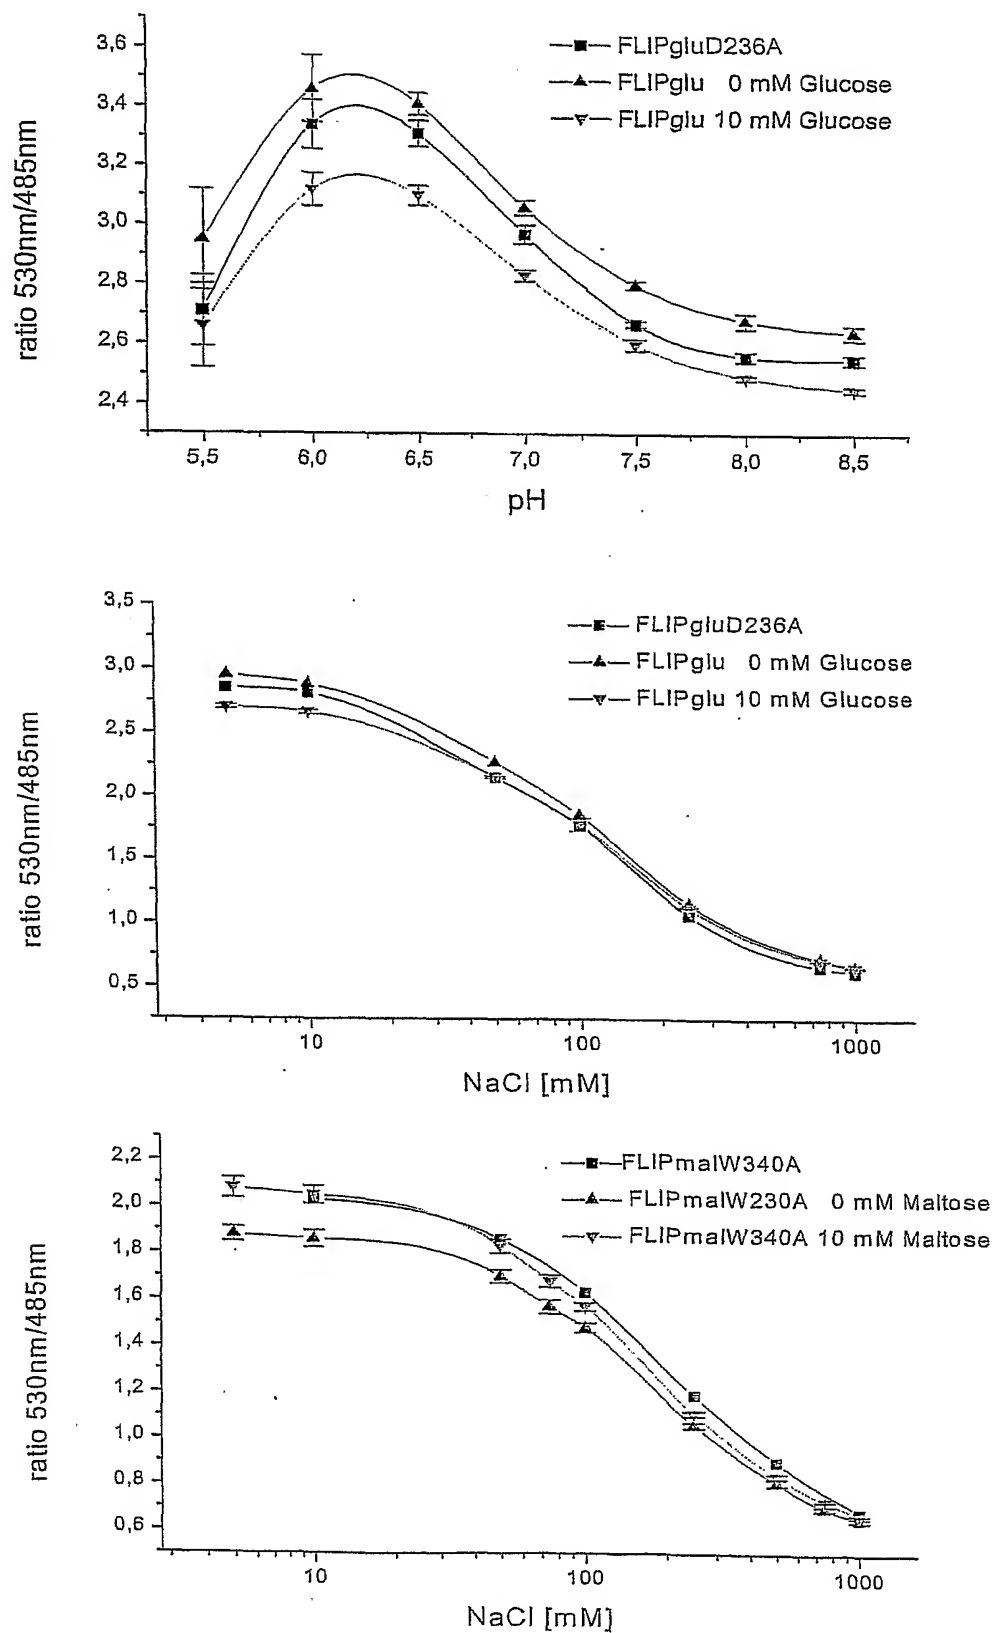 3,6
3,4
3,2
3,0
2,8
2,6
2,4
ratio 530nm/485nm
FLIPgluD236A
FLIPglu 0 mM Glucose
FLIPglu 10 mM Glucose
5,5 6,0 6,5 7,0 7,5 8,0 8,5
pH
3,5
3,0
2,5
2,0
1,5
1,0
0,5
ratio 530nm/485nm
FLIPgluD236A
FLIPglu 0 mM Glucose
FLIPglu 10 mM Glucose
10 100 1000
NaCl [mM]
2,2
2,0
1,8
1,6
1,4
1,2
1,0
0,8
0,6
ratio 530nm/485nm
FLIPmalW340A
FLIPmalW230A 0 mM Maltose
FLIPmalW340A 10 mM Maltose
10 100 1000
NaCl [mM]